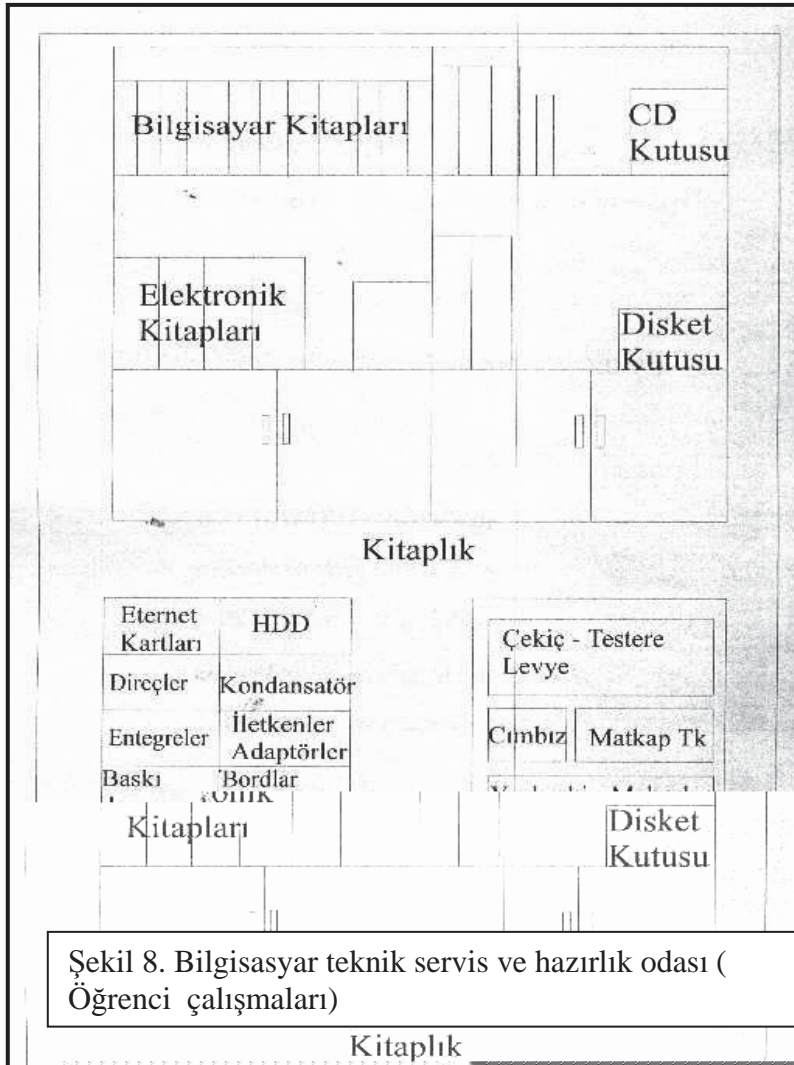 Bilgisayar Kitapları
CD
Kutusu
Elektronik
Kitapları
Disket
Kutusu
Kitaplık
Eternet
Kartları
HDD
Direçler
Kondansatör
Entegreler
İletkenler
Adaptörler
Baskı
Bordlar
Çekiç - Testere
Levye
Cımbız
Matkap Tk
Kitapları
Disket
Kutusu
Şekil 8. Bilgisasyar teknik servis ve hazırlık odası (
Öğrenci çalışmaları)
Kitaplık